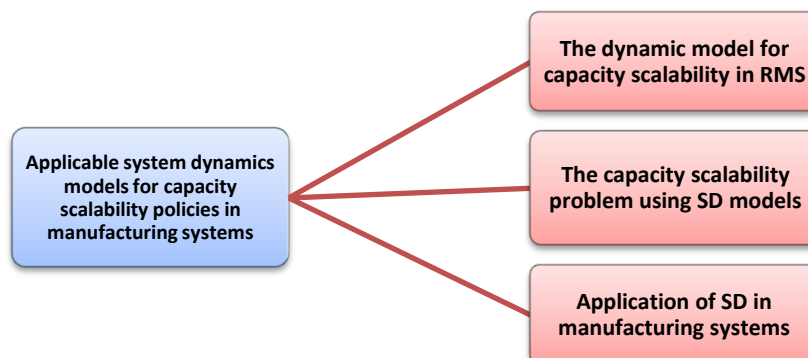 The dynamic model for
capacity scalability in RMS
Applicable system dynamics
models for capacity
scalability policies in
manufacturing systems
The capacity scalability
problem using SD models
Application of SD in
manufacturing systems